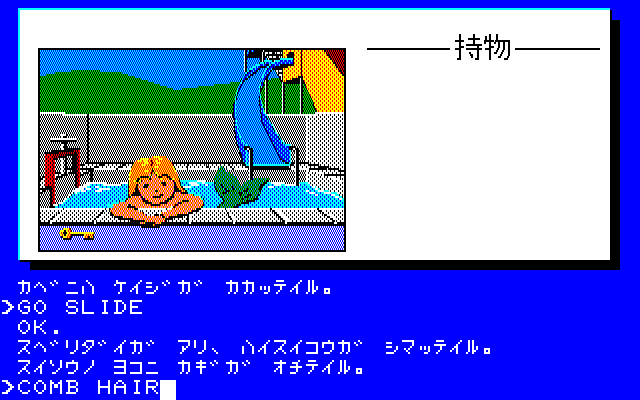 持物
カベニハ ケイジガ カカッテイル。
>GO SLIDE
OK.
スベリダイガ アリ、 ハイスイコウガ シマッテイル。
スイソウノ ヨコニ カギガ オチテイル。
>COMB HAIR